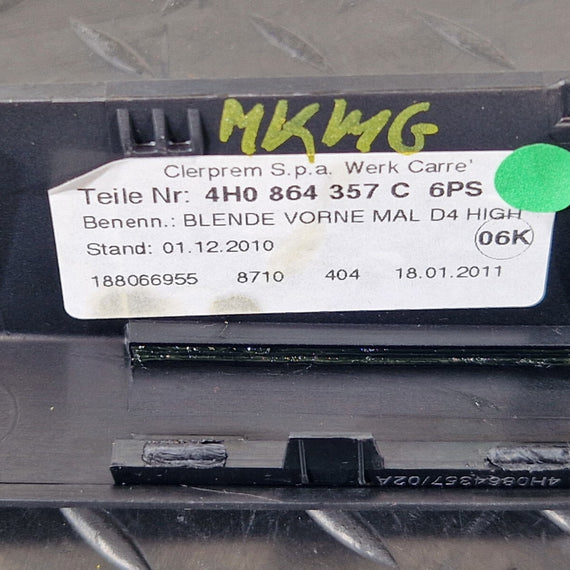 MKWG
Clerprem S.p.a. Werk Carre'
Teile Nr: 4H0 864 357 C 6PS
Benenn.: BLENDE VORNE MAL D4 HIGH
Stand: 01.12.2010
06K
188066955 8710 404 18.01.2011
4H0864357/02A